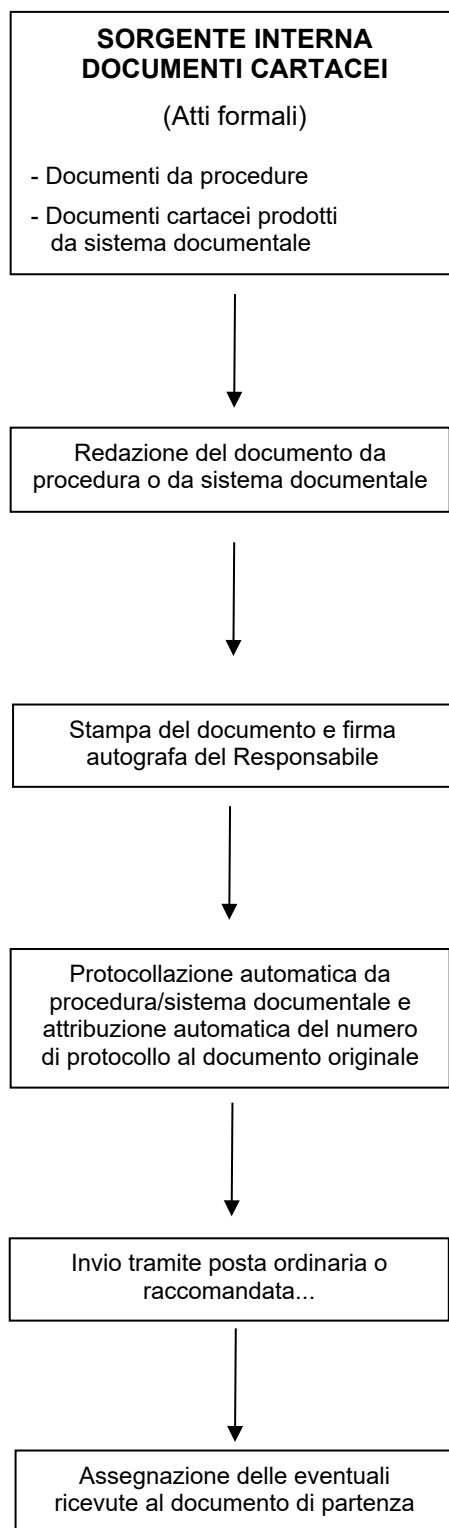 SORGENTE INTERNA
DOCUMENTI CARTACEI
(Atti formali)
- Documenti da procedure
- Documenti cartacei prodotti
da sistema documentale
Redazione del documento da
procedura o da sistema documentale
Stampa del documento e firma
autografa del Responsabile
Protocollazione automatica da
procedura/sistema documentale e
attribuzione automatica del numero
di protocollo al documento originale
Invio tramite posta ordinaria o
raccomandata...
Assegnazione delle eventuali
ricevute al documento di partenza